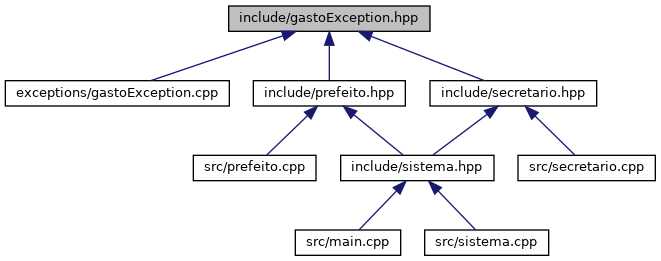 include/gastoException.hpp
exceptions/gastoException.cpp
include/prefeito.hpp
include/secretario.hpp
src/prefeito.cpp
include/sistema.hpp
src/secretario.cpp
src/main.cpp
src/sistema.cpp